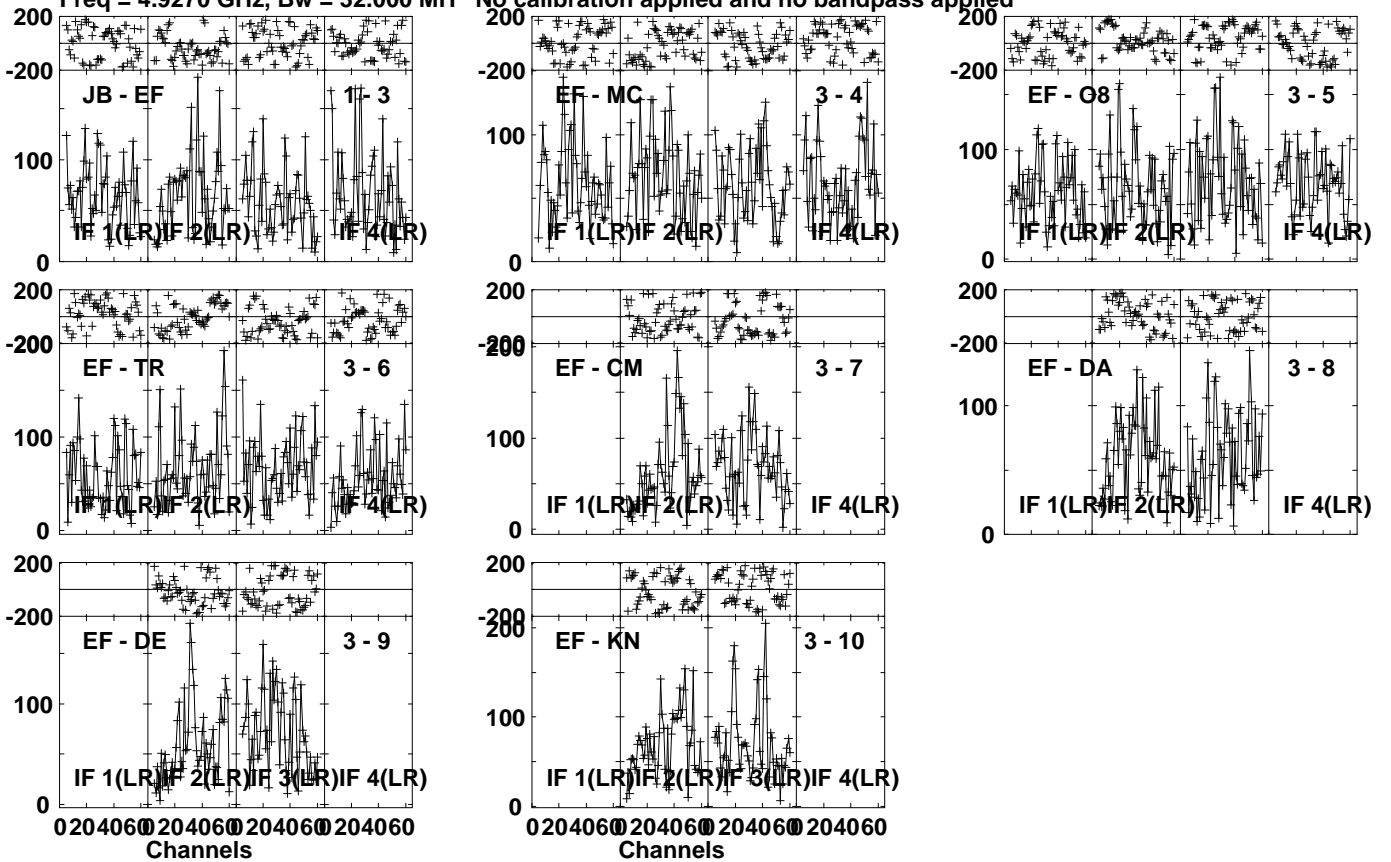 Freq = 4.9270 GHz, Bw = 32.000 MH No calibration applied and no bandpass applied
200
-200
JB - EF 1 - 3
100
0
IF 1(LR) IF 2(LR) IF 4(LR)
EF - MC 3 - 4
100
0
IF 1(LR) IF 2(LR) IF 4(LR)
EF - O8 3 - 5
100
0
IF 1(LR) IF 2(LR) IF 4(LR)
200
-200
EF - TR 3 - 6
100
0
IF 1(LR) IF 2(LR) IF 4(LR)
200
-200
200
EF - CM 3 - 7
100
0
IF 1(LR) IF 2(LR) IF 4(LR)
200
-200
EF - DA 3 - 8
100
0
IF 1(LR) IF 2(LR) IF 4(LR)
200
-200
EF - DE 3 - 9
100
0
IF 1(LR) IF 2(LR) IF 3(LR) IF 4(LR)
0 20 40 60 0 20 40 60 0 20 40 60 0 20 40 60
Channels
200
-200
200
EF - KN 3 - 10
100
0
IF 1(LR) IF 2(LR) IF 3(LR) IF 4(LR)
0 20 40 60 0 20 40 60 0 20 40 60 0 20 40 60
Channels